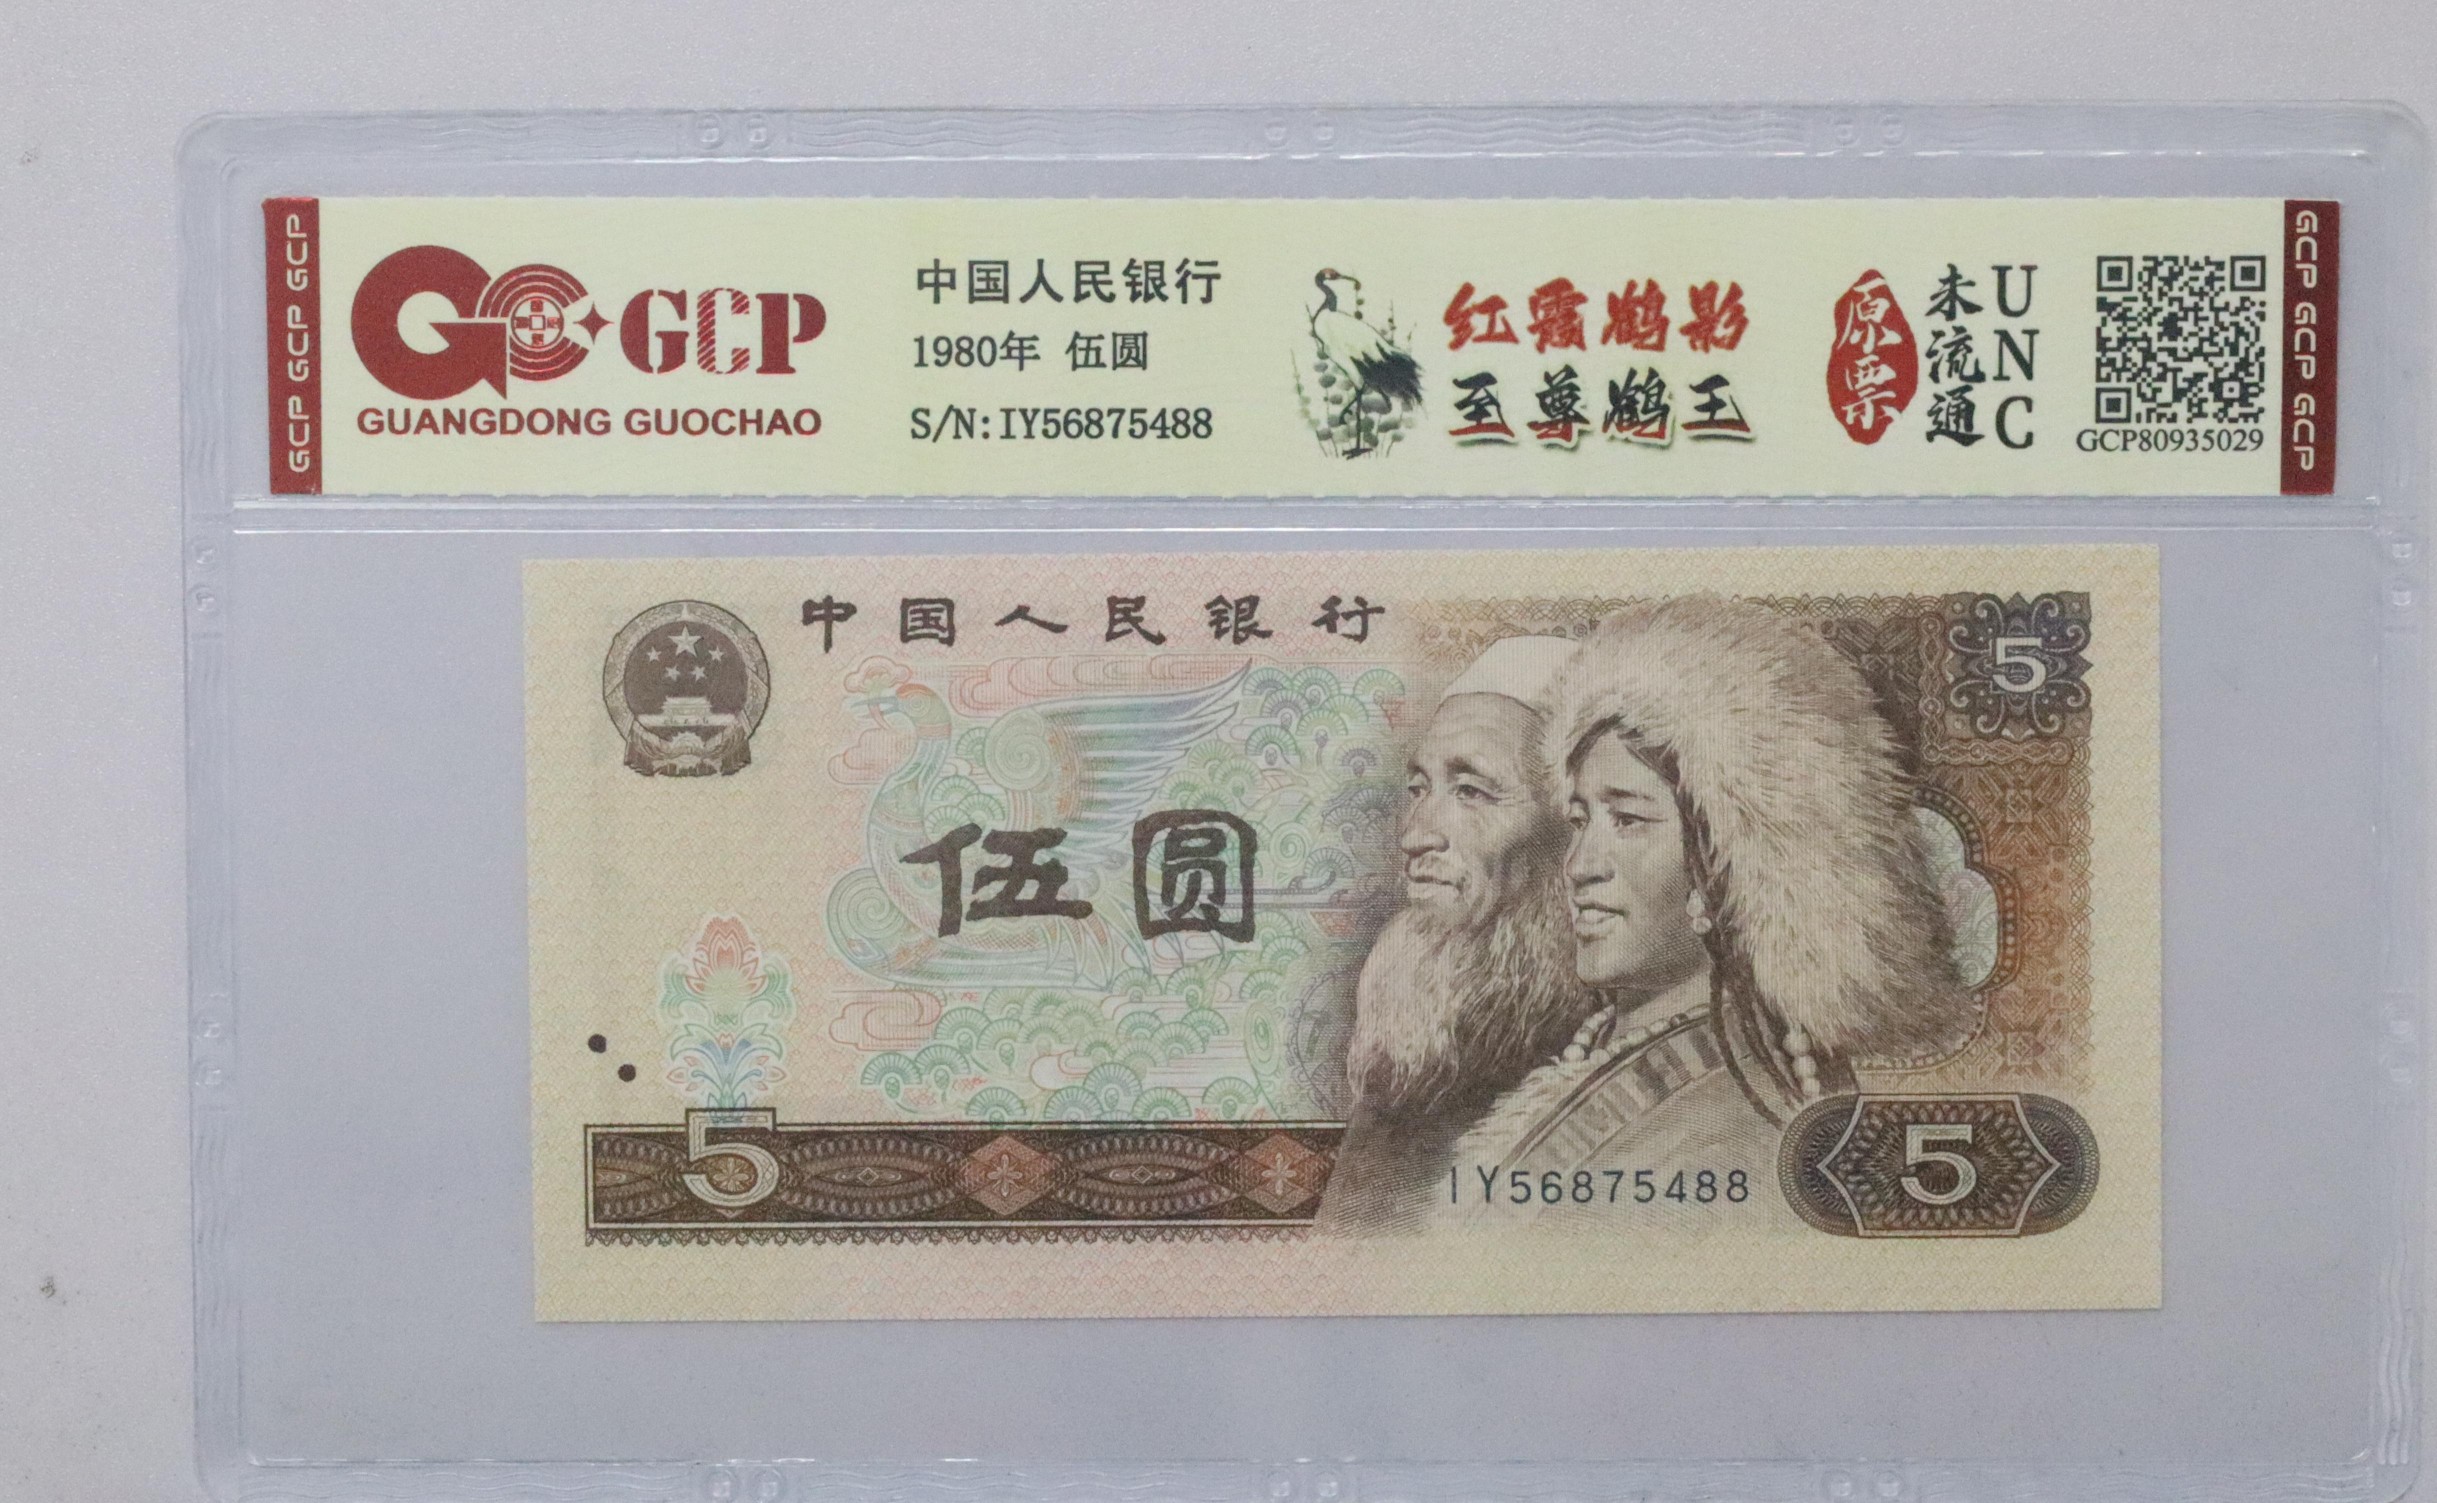 GCP GCP GCP
GCP
GUANGDONG GUOCHAO
中国人民银行
1980年 伍圆
S/N:IY56875488
红霞鹤影
至尊鹤王
原票
未流通
UNC
GCP80935029
GCP GCP GCP
中国人民银行
5
伍圆
5
IY56875488
5